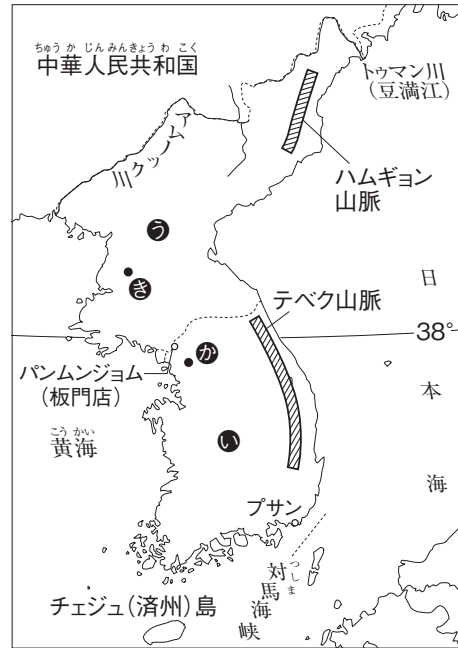 ちゅうかじんみんきょうわこく
中華人民共和国
トゥマン川
(豆満江)
アムノック川
ハムギョン
山脈
う
き
テベク山脈
日本海
38°
か
パンムンジョム
(板門店)
こうかい
黄海
い
プサン
つしま
対馬海峡
チェジュ(済州)島